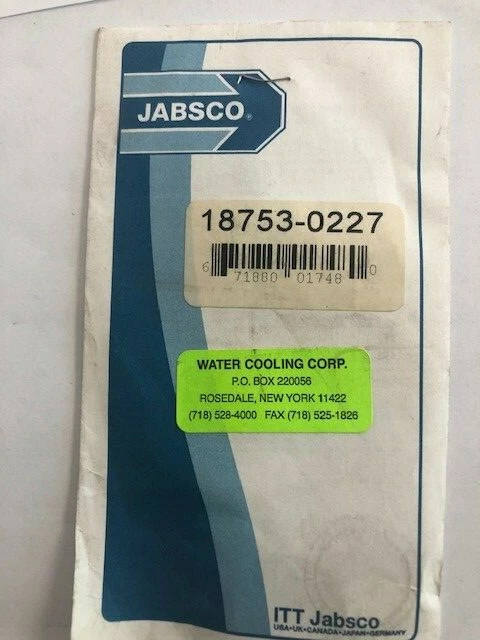 JABSCO®
18753-0227
6 71880 01748 0
WATER COOLING CORP.
P.O. BOX 220056
ROSEDALE, NEW YORK 11422
(718) 528-4000 FAX (718) 525-1826
ITT Jabsco
USA•UK•CANADA•JAPAN•GERMANY